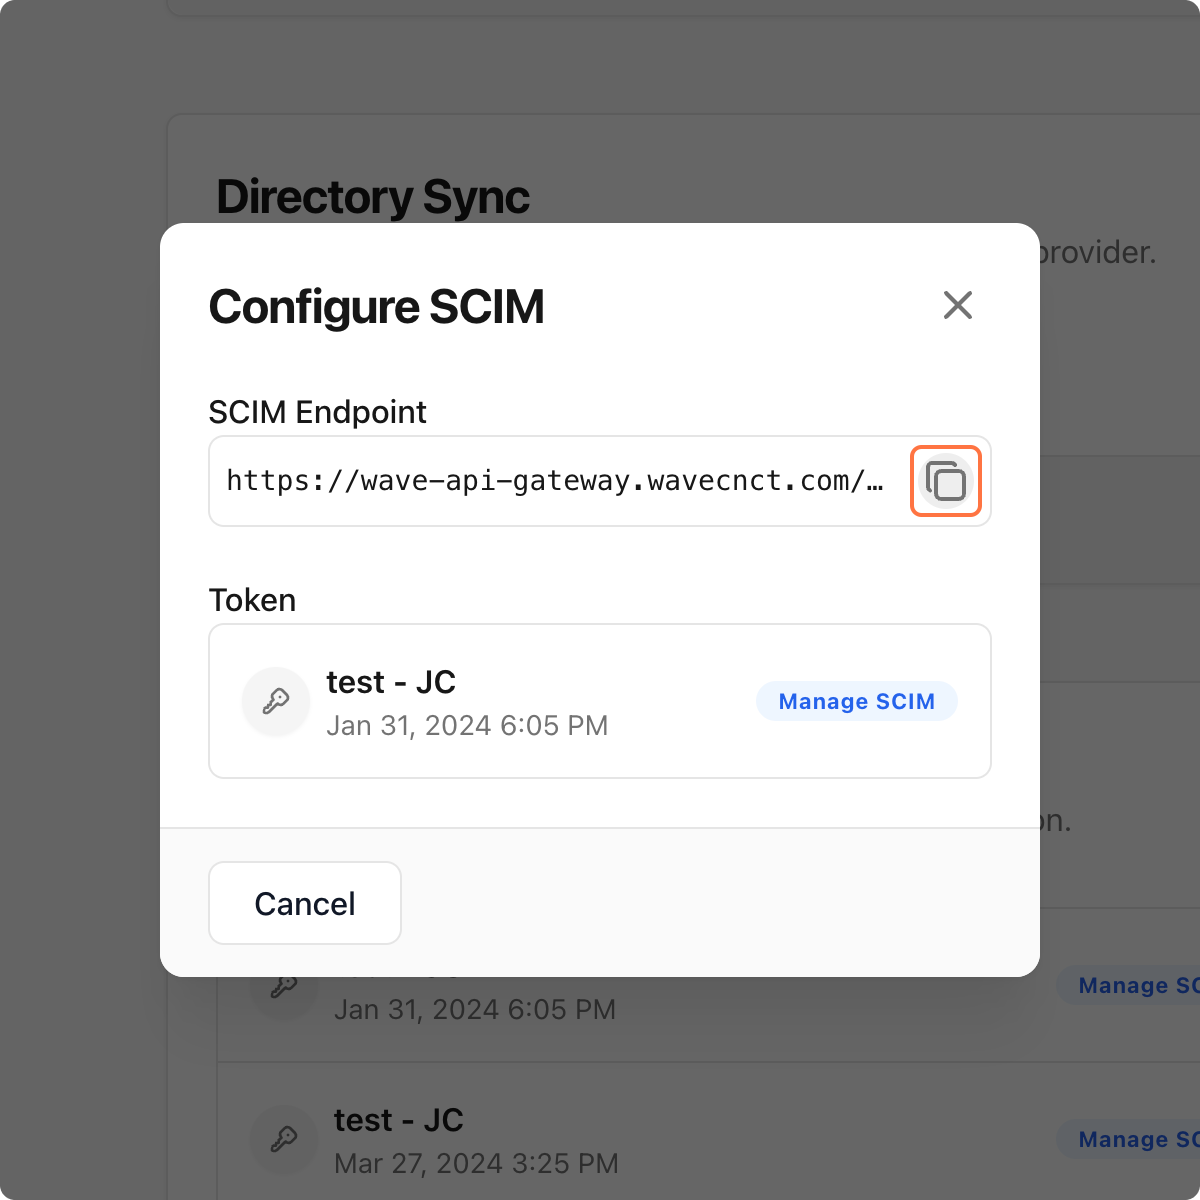 Directory Sync
provider.
Configure SCIM
SCIM Endpoint
https://wave-api-gateway.wavecnct.com/…
Token
test - JC
Jan 31, 2024 6:05 PM
Manage SCIM
on.
Cancel
Jan 31, 2024 6:05 PM
Manage SC
test - JC
Mar 27, 2024 3:25 PM
Manage SC